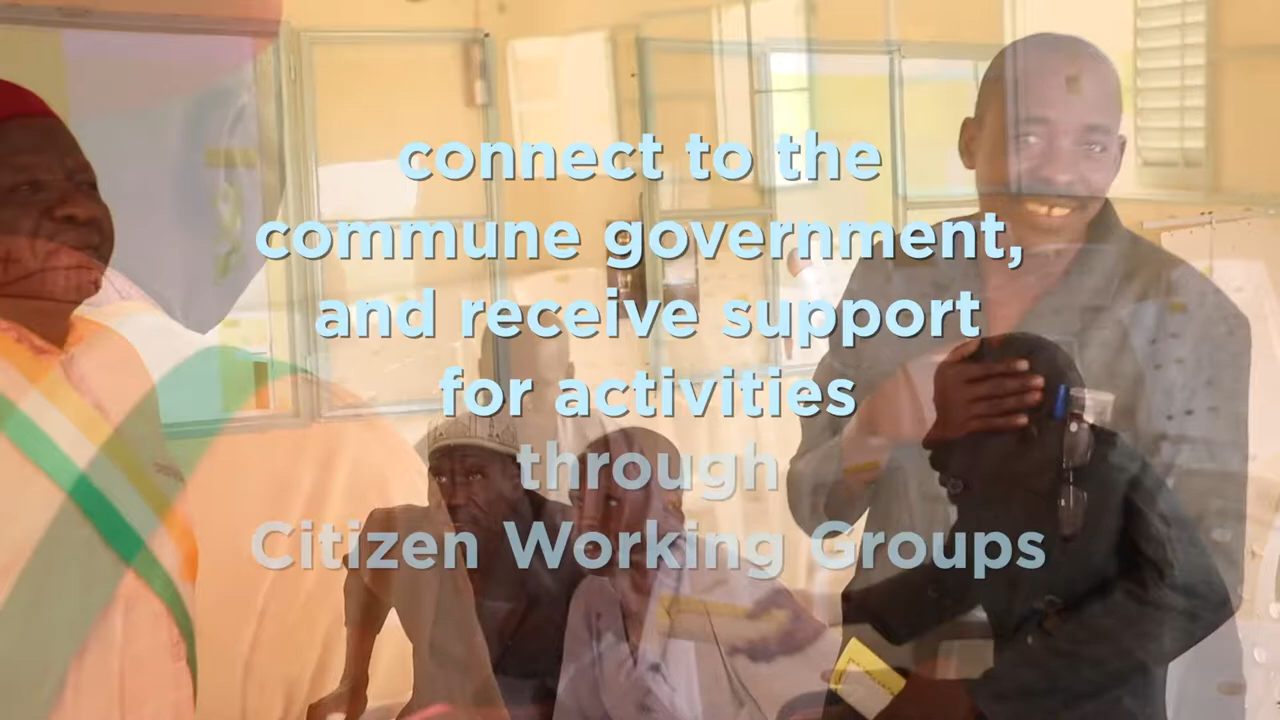 connect to the
commune government,
and receive support
for activities
through
Citizen Working Groups